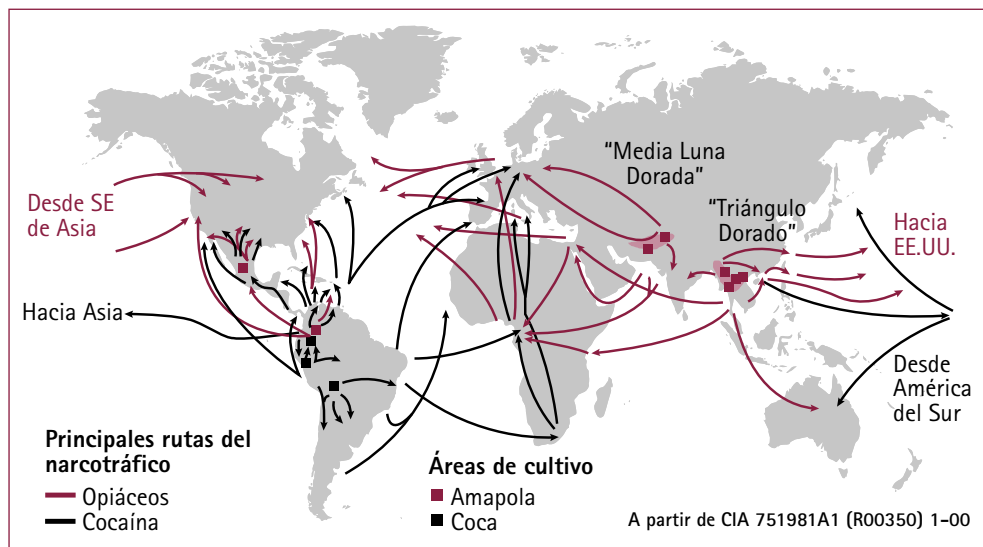 "Media Luna
Dorada"
"Triángulo
Dorado"
Desde SE
de Asia
Hacia
EE.UU.
Hacia Asia
Desde
América
del Sur
Principales rutas del
narcotráfico
Opiáceos
Cocaína
Áreas de cultivo
Amapola
Coca
A partir de CIA 751981A1 (R00350) 1-00